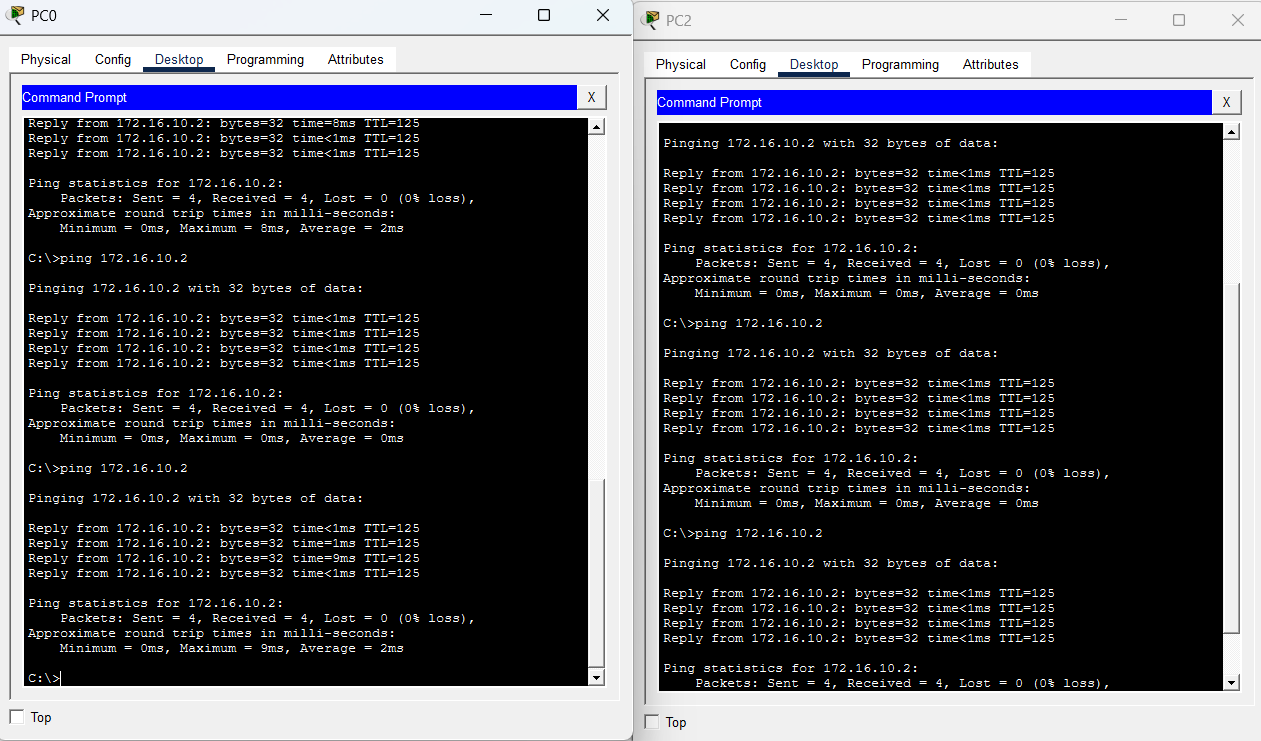 PC0
Physical Config Desktop Programming Attributes
Command Prompt X
Reply from 172.16.10.2: bytes=32 time=8ms TTL=125
Reply from 172.16.10.2: bytes=32 time<1ms TTL=125
Reply from 172.16.10.2: bytes=32 time<1ms TTL=125
Ping statistics for 172.16.10.2:
Packets: Sent = 4, Received = 4, Lost = 0 (0% loss),
Approximate round trip times in milli-seconds:
Minimum = 0ms, Maximum = 8ms, Average = 2ms
C:\>ping 172.16.10.2
Pinging 172.16.10.2 with 32 bytes of data:
Reply from 172.16.10.2: bytes=32 time<1ms TTL=125
Reply from 172.16.10.2: bytes=32 time<1ms TTL=125
Reply from 172.16.10.2: bytes=32 time<1ms TTL=125
Reply from 172.16.10.2: bytes=32 time<1ms TTL=125
Ping statistics for 172.16.10.2:
Packets: Sent = 4, Received = 4, Lost = 0 (0% loss),
Approximate round trip times in milli-seconds:
Minimum = 0ms, Maximum = 0ms, Average = 0ms
C:\>ping 172.16.10.2
Pinging 172.16.10.2 with 32 bytes of data:
Reply from 172.16.10.2: bytes=32 time<1ms TTL=125
Reply from 172.16.10.2: bytes=32 time=1ms TTL=125
Reply from 172.16.10.2: bytes=32 time=9ms TTL=125
Reply from 172.16.10.2: bytes=32 time<1ms TTL=125
Ping statistics for 172.16.10.2:
Packets: Sent = 4, Received = 4, Lost = 0 (0% loss),
Approximate round trip times in milli-seconds:
Minimum = 0ms, Maximum = 9ms, Average = 2ms
C:\>
Top
PC2
Physical Config Desktop Programming Attributes
Command Prompt X
Pinging 172.16.10.2 with 32 bytes of data:
Reply from 172.16.10.2: bytes=32 time<1ms TTL=125
Reply from 172.16.10.2: bytes=32 time<1ms TTL=125
Reply from 172.16.10.2: bytes=32 time<1ms TTL=125
Reply from 172.16.10.2: bytes=32 time<1ms TTL=125
Ping statistics for 172.16.10.2:
Packets: Sent = 4, Received = 4, Lost = 0 (0% loss),
Approximate round trip times in milli-seconds:
Minimum = 0ms, Maximum = 0ms, Average = 0ms
C:\>ping 172.16.10.2
Pinging 172.16.10.2 with 32 bytes of data:
Reply from 172.16.10.2: bytes=32 time<1ms TTL=125
Reply from 172.16.10.2: bytes=32 time<1ms TTL=125
Reply from 172.16.10.2: bytes=32 time<1ms TTL=125
Reply from 172.16.10.2: bytes=32 time<1ms TTL=125
Ping statistics for 172.16.10.2:
Packets: Sent = 4, Received = 4, Lost = 0 (0% loss),
Approximate round trip times in milli-seconds:
Minimum = 0ms, Maximum = 0ms, Average = 0ms
C:\>ping 172.16.10.2
Pinging 172.16.10.2 with 32 bytes of data:
Reply from 172.16.10.2: bytes=32 time<1ms TTL=125
Reply from 172.16.10.2: bytes=32 time<1ms TTL=125
Reply from 172.16.10.2: bytes=32 time<1ms TTL=125
Reply from 172.16.10.2: bytes=32 time<1ms TTL=125
Ping statistics for 172.16.10.2:
Packets: Sent = 4, Received = 4, Lost = 0 (0% loss),
Top